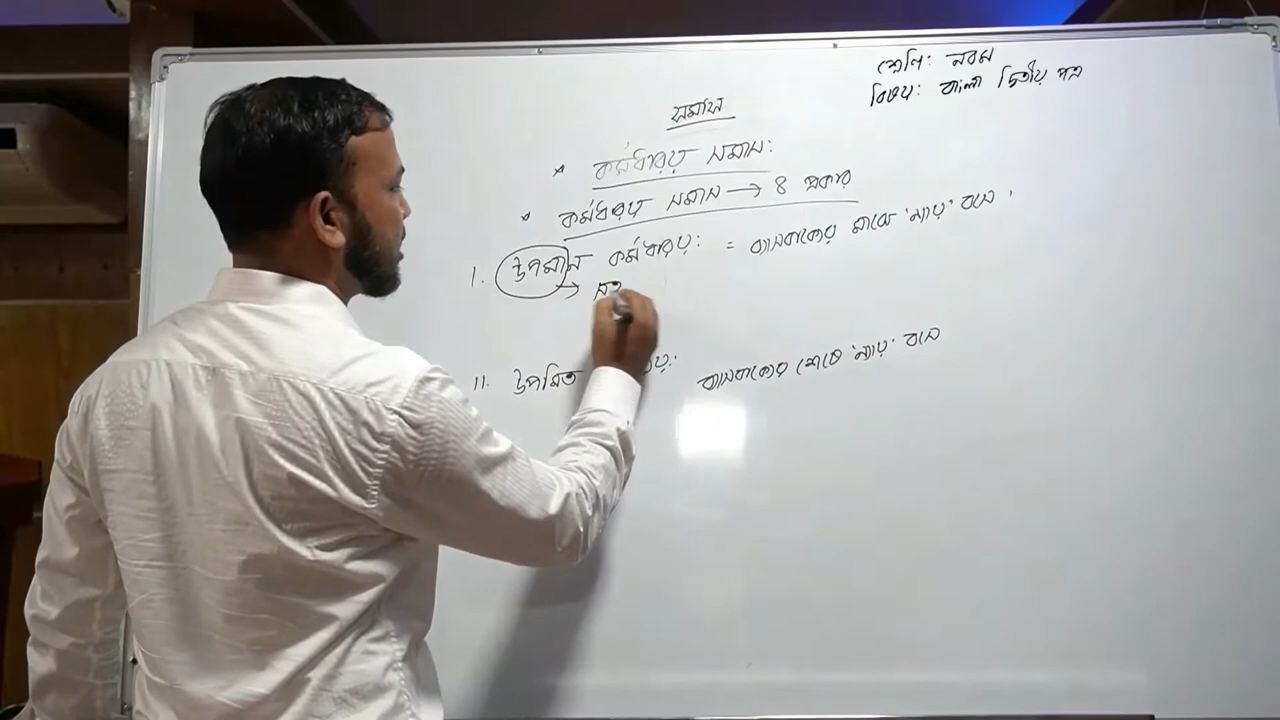 শ্রেণি: নবম
বিষয়: বাংলা দ্বিতীয় পত্র
সমাস
* কর্মধারয় সমাস:
* কর্মধারয় সমাস → ৪ প্রকার
I. উপমান কর্মধারয়: = ব্যাসবাক্যের মাঝে 'ন্যায়' বসে।
→
II. উপমিত য়: ব্যাসবাক্যের শেষে 'ন্যায়' বসে